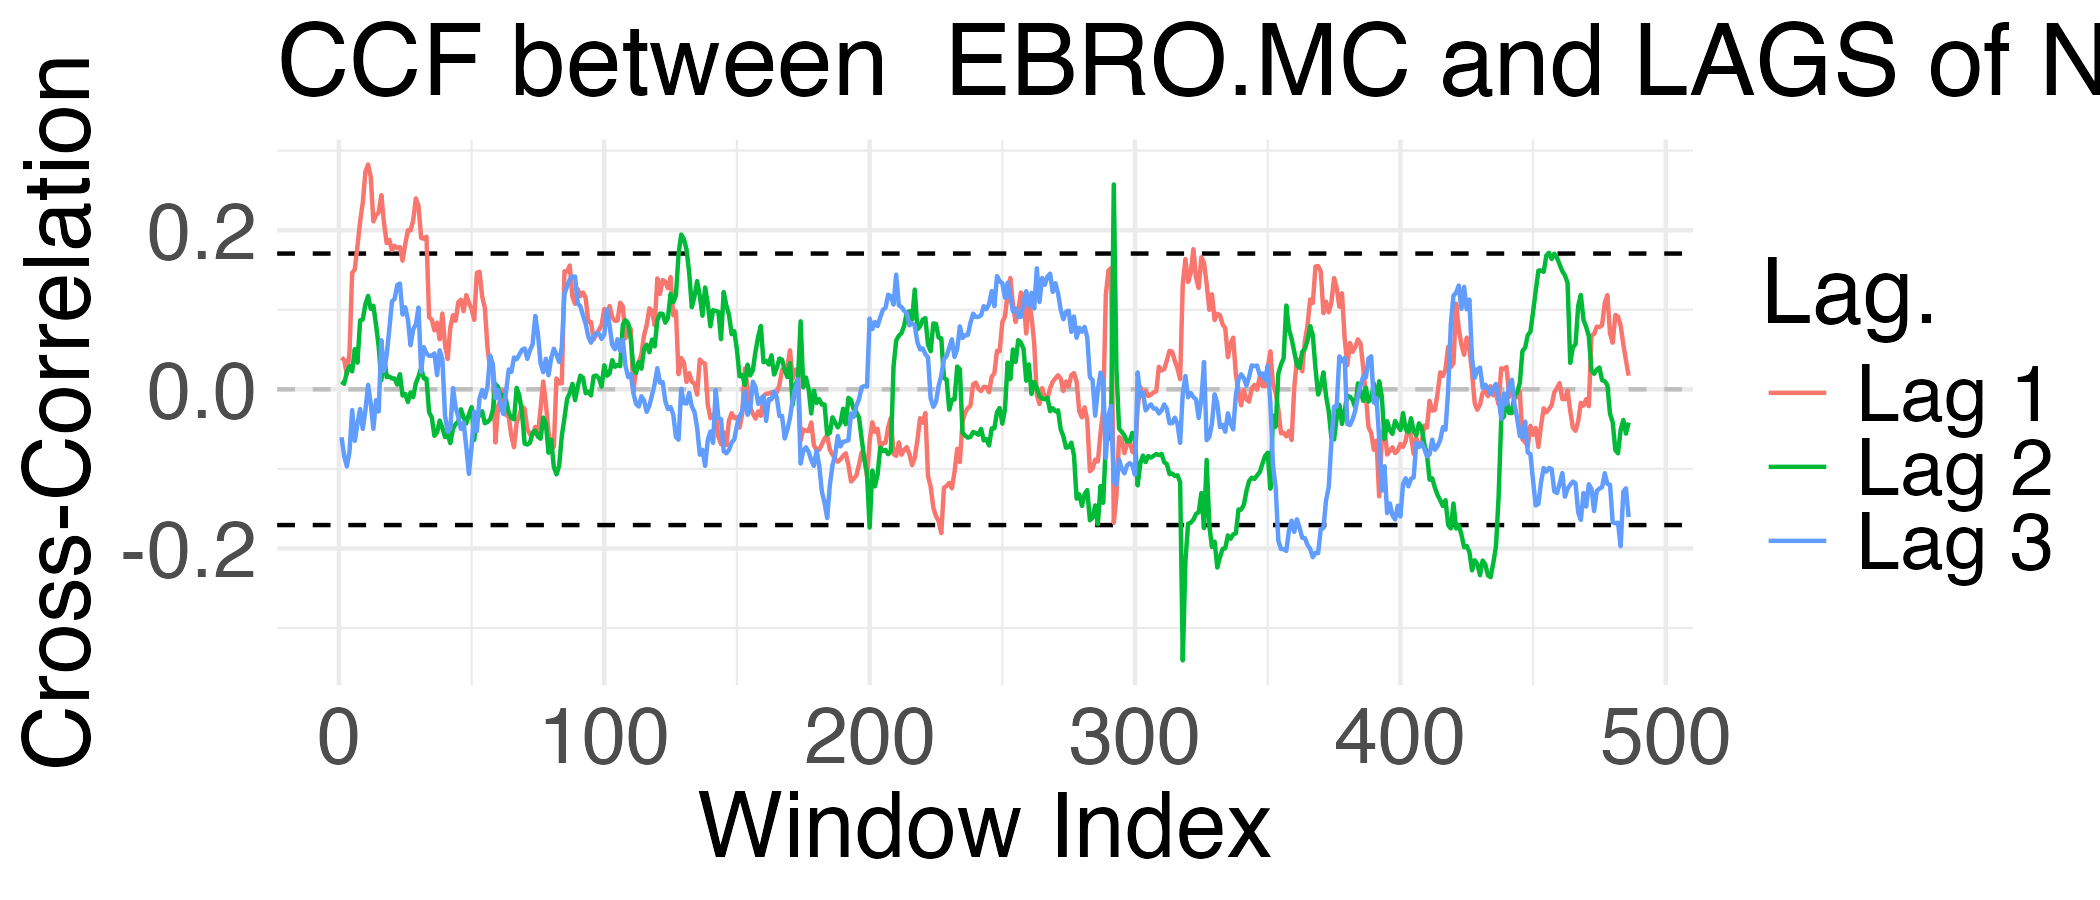 CCF between EBRO.MC and LAGS of N
Cross-Correlation
0.2
0.0
-0.2
0
100
200
300
400
500
Window Index
Lag.
Lag 1
Lag 2
Lag 3